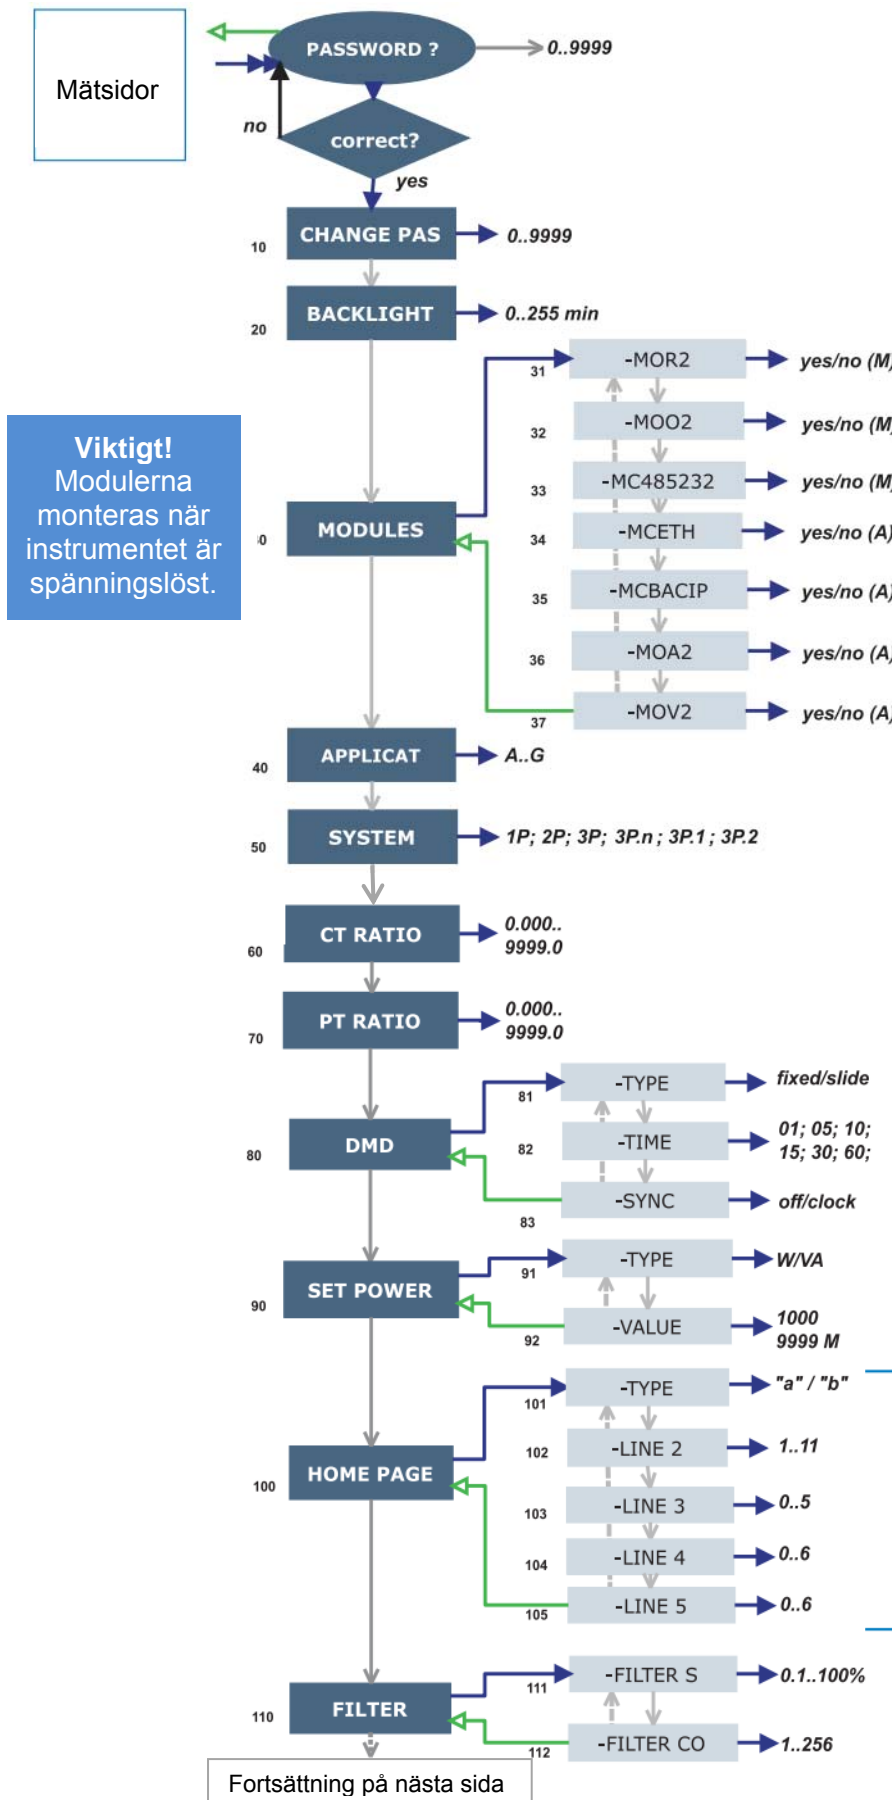 PASSWORD ?
0..9999
Mätsidor
no
correct?
yes
10
CHANGE PAS
0..9999
20
BACKLIGHT
0..255 min
Viktigt!
Modulerna
monteras när
instrumentet är
spänningslöst.
MODULES
31
-MOR2
yes/no (M)
32
-MOO2
yes/no (M)
33
-MC485232
yes/no (M)
34
-MCETH
yes/no (A)
35
-MCBACIP
yes/no (A)
36
-MOA2
yes/no (A)
37
-MOV2
yes/no (A)
40
APPLICAT
A..G
50
SYSTEM
1P; 2P; 3P; 3P.n ; 3P.1 ; 3P.2
60
CT RATIO
0.000..
9999.0
70
PT RATIO
0.000..
9999.0
80
DMD
81
-TYPE
fixed/slide
82
-TIME
01; 05; 10;
15; 30; 60;
83
-SYNC
off/clock
90
SET POWER
91
-TYPE
W/VA
92
-VALUE
1000
9999 M
100
HOME PAGE
101
-TYPE
"a" / "b"
102
-LINE 2
1..11
103
-LINE 3
0..5
104
-LINE 4
0..6
105
-LINE 5
0..6
110
FILTER
111
-FILTER S
0.1..100%
112
-FILTER CO
1..256
Fortsättning på nästa sida